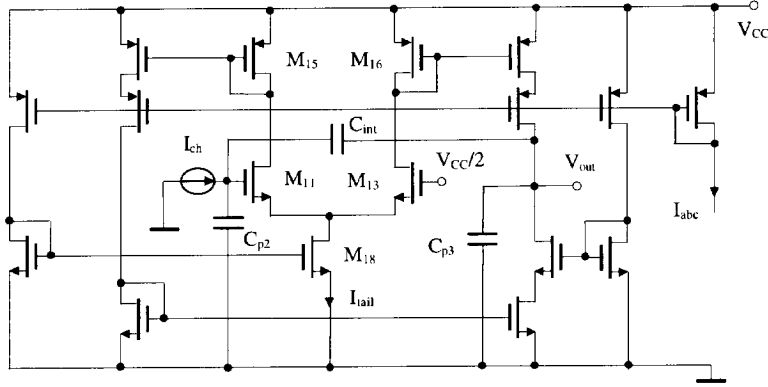 V_CC
M_15
M_16
C_int
I_ch
V_CC/2
M_11
M_13
V_out
I_abc
C_p2
C_p3
M_18
I_tail